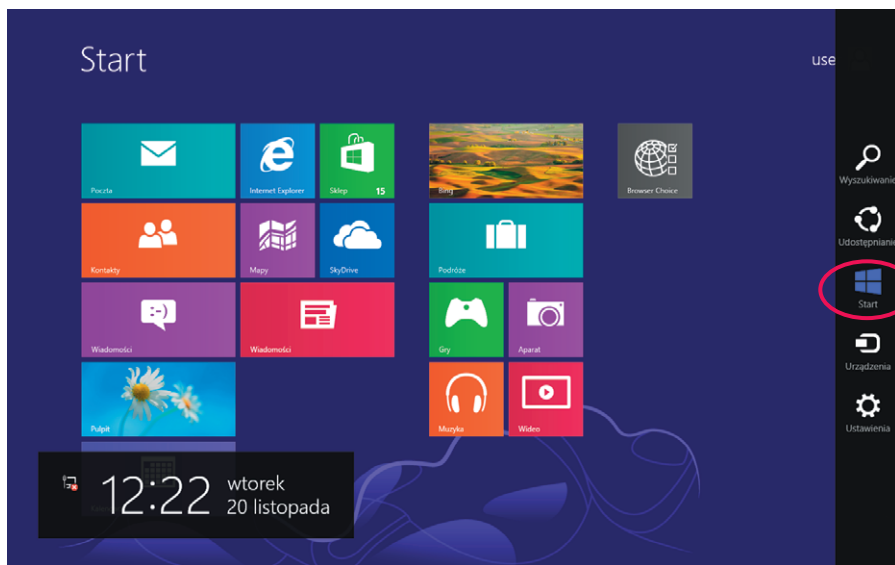 Start
use
Poczta
Internet Explorer
Sklep
15
Bing
Browser Choice
Kontakty
Mapy
SkyDrive
Podróże
Wiadomości
Wiadomości
Gry
Aparat
Pulpit
Muzyka
Wideo
12:22
wtorek
20 listopada
Wyszukiwanie
Udostępnianie
Start
Urządzenia
Ustawienia